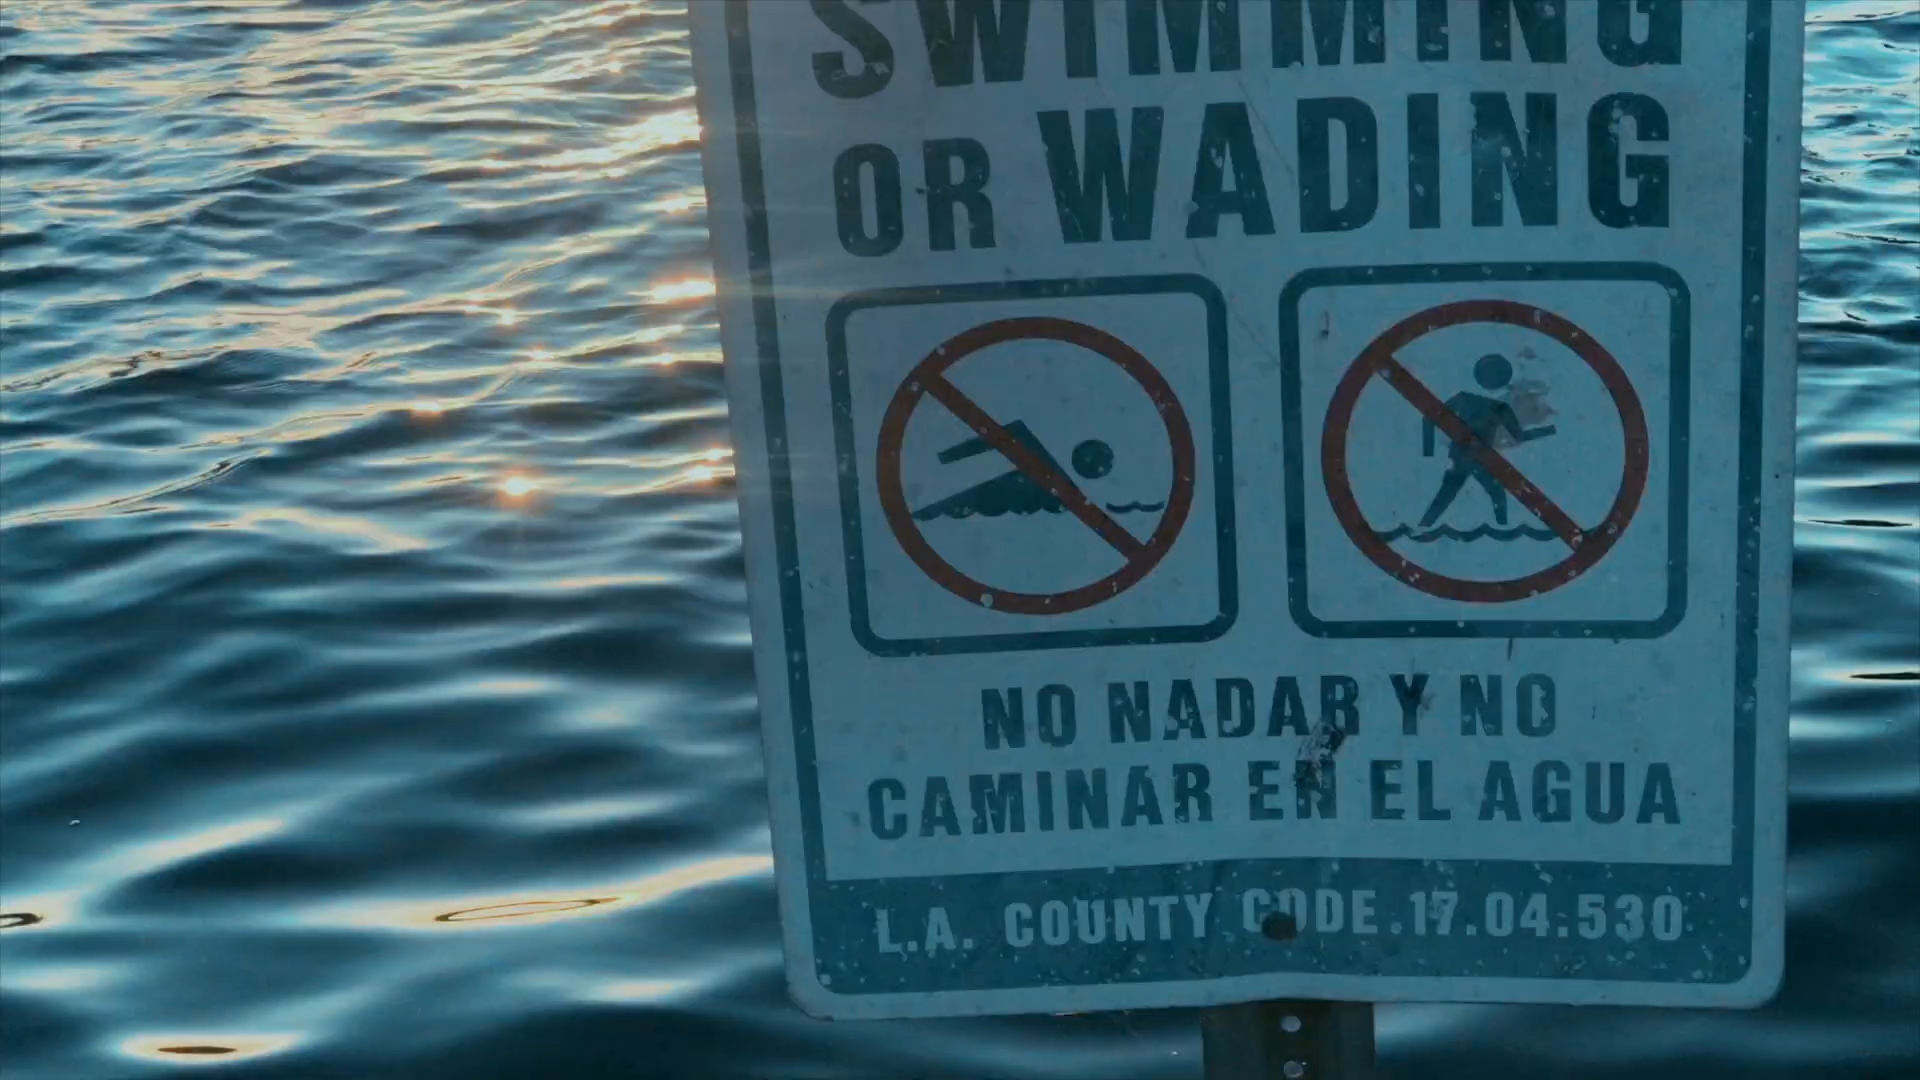 SWIMMING
OR WADING
NO NADAR Y NO
CAMINAR EN EL AGUA
L.A. COUNTY CODE.17.04.530